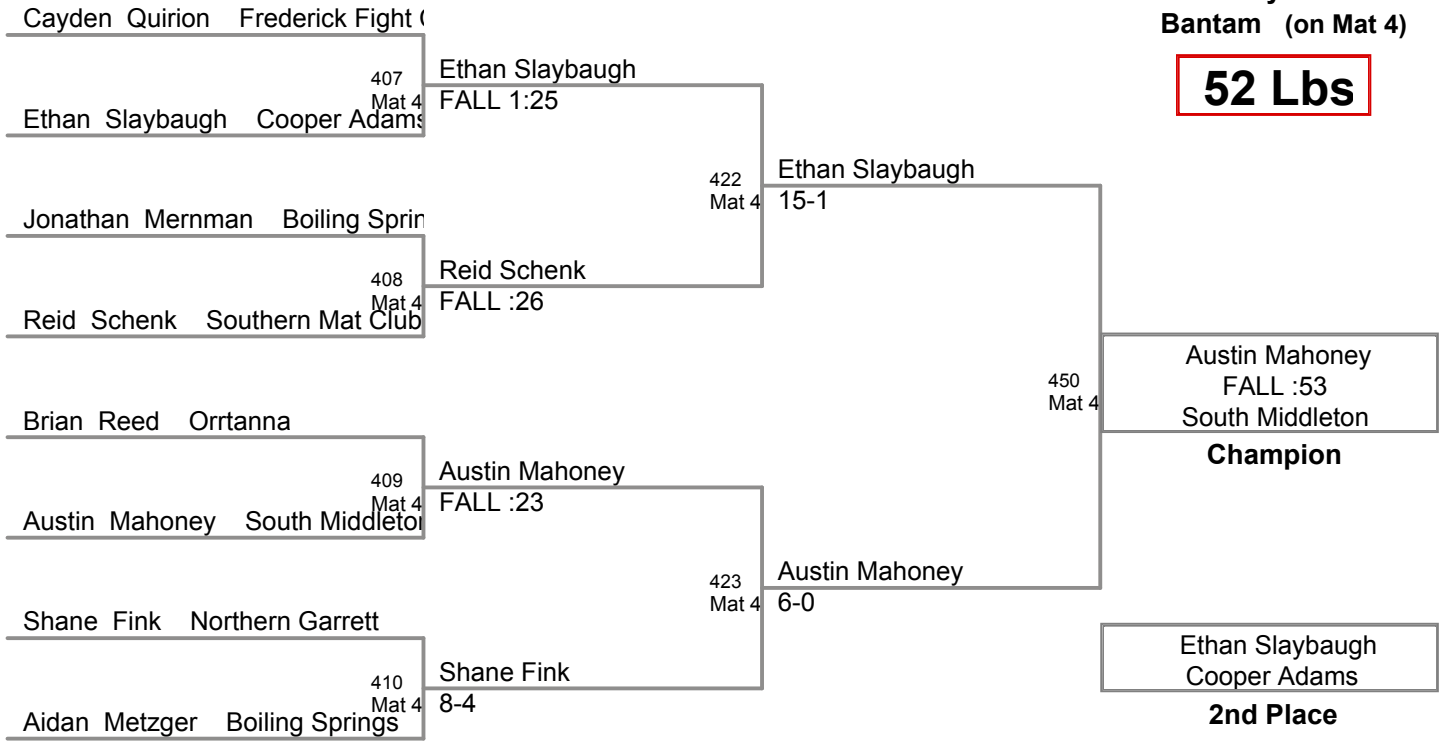 Cayden Quirion Frederick Fight
Bantam (on Mat 4)
52 Lbs
407
Mat 4
Ethan Slaybaugh
FALL 1:25
Ethan Slaybaugh Cooper Adams
422
Mat 4
Ethan Slaybaugh
15-1
Jonathan Mernman Boiling Sprin
408
Mat 4
Reid Schenk
FALL :26
Reid Schenk Southern Mat Club
450
Mat 4
Austin Mahoney
FALL :53
South Middleton
Champion
Brian Reed Orrtanna
409
Mat 4
Austin Mahoney
FALL :23
Austin Mahoney South Middleton
423
Mat 4
Austin Mahoney
6-0
Shane Fink Northern Garrett
410
Mat 4
Shane Fink
8-4
Aidan Metzger Boiling Springs
Ethan Slaybaugh
Cooper Adams
2nd Place